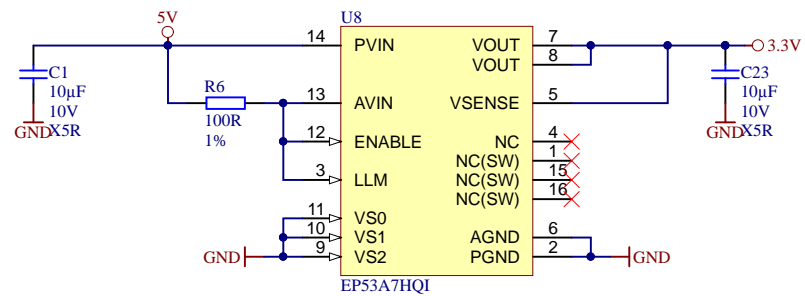 U8
5V
14 PVIN
VOUT 7
VOUT 8
3.3V
C1
10µF
10V
X5R
GND
R6
100R
1%
13 AVIN
VSENSE 5
C23
10µF
10V
X5R
GND
12 ENABLE
NC 4
NC(SW) 1
3 LLM
NC(SW) 15
NC(SW) 16
11 VS0
10 VS1
9 VS2
GND
AGND 6
PGND 2
GND
EP53A7HQI